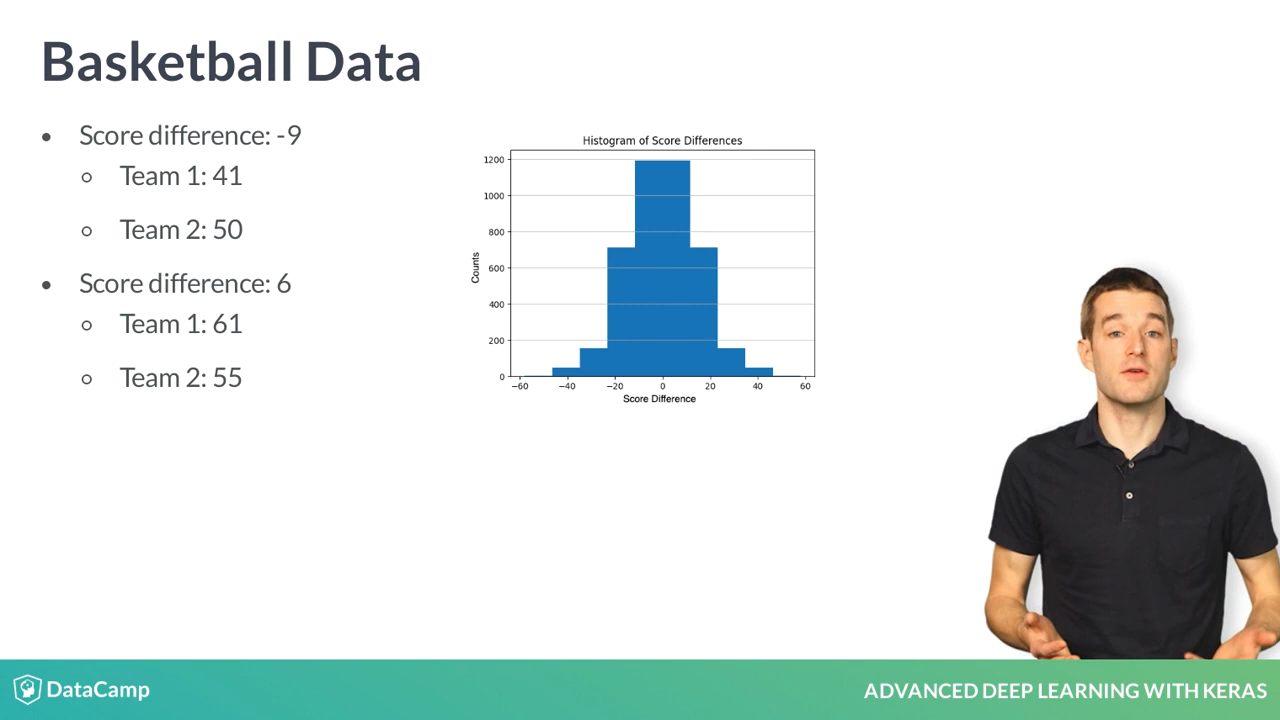 Basketball Data
• Score difference: -9
○ Team 1: 41
○ Team 2: 50
• Score difference: 6
○ Team 1: 61
○ Team 2: 55
Histogram of Score Differences
1200
1000
800
600
400
200
0
Counts
−60 −40 −20 0 20 40 60
Score Difference
DataCamp
ADVANCED DEEP LEARNING WITH KERAS